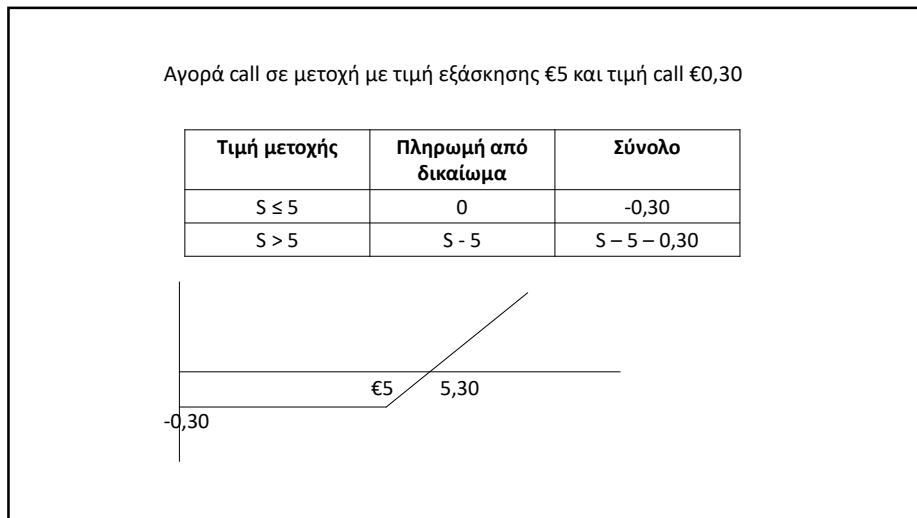 Αγορά call σε μετοχή με τιμή εξάσκησης €5 και τιμή call €0,30
Τιμή μετοχής Πληρωμή από Σύνολο
δικαίωμα
S ≤ 5 0 -0,30
S > 5 S - 5 S – 5 – 0,30
€5 5,30
-0,30